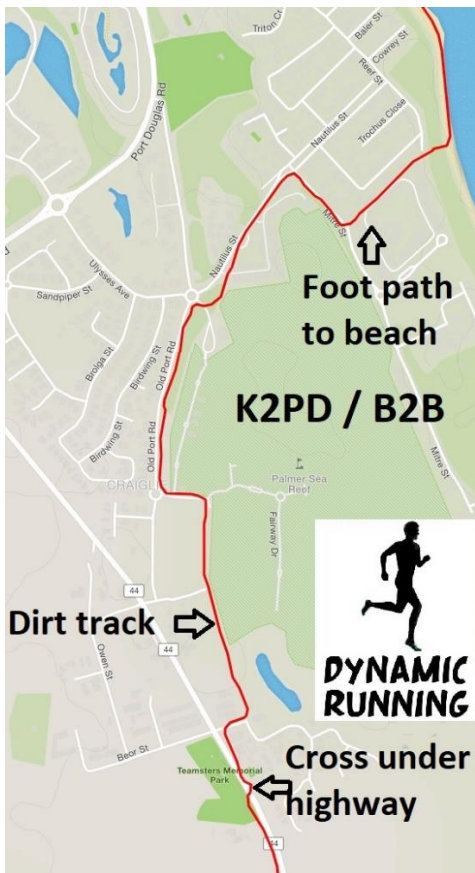 Triton Cr
Baler St
Cowrey St
Reef St
Port Douglas Rd
Trochus Close
Nautilus St
Mitre St
Nautilus St
Foot path
to beach
Ulysses Ave
Sandpiper St
Old Port Rd
Brolga St
Birdwing St
K2PD / B2B
Birdwing St
Old Port Rd
Mitre St
Palmer Sea
Reef
CRAIGLIE
Fairway Dr
44
Dirt track
44
Owen St
DYNAMIC
RUNNING
Beor St
Teamsters Memorial
Park
Cross under
highway
44